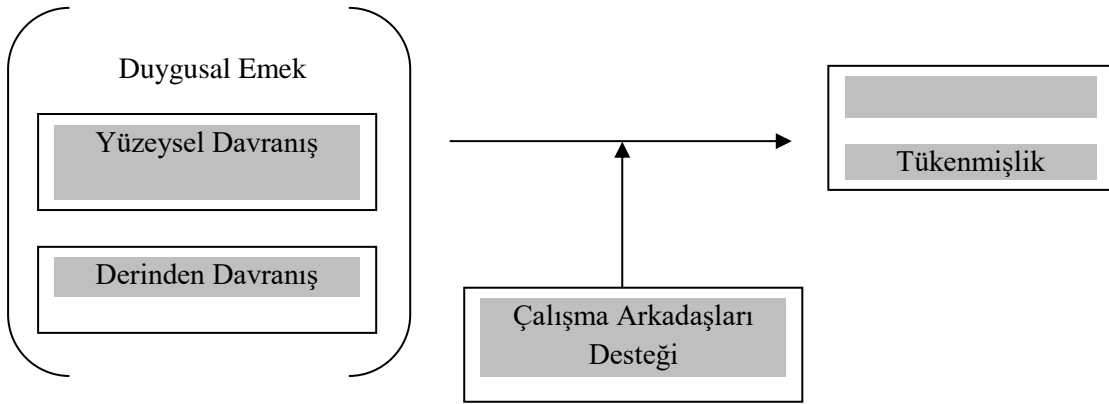 Duygusal Emek
Yüzeysel Davranış
Derinden Davranış
Çalışma Arkadaşları
Desteği
Tükenmişlik